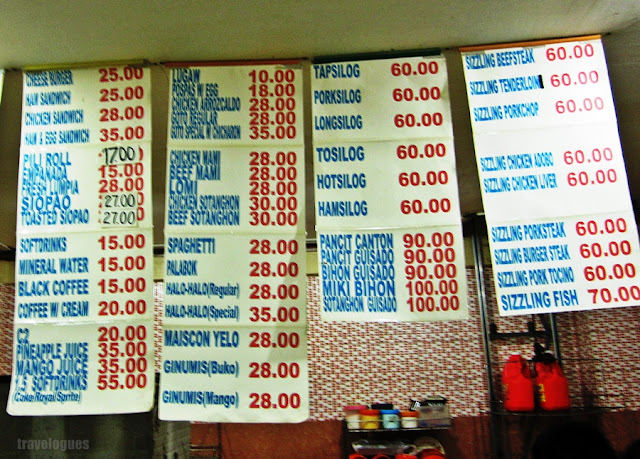 CHEESE BURGER 25.00
HAM SANDWICH 25.00
CHICKEN SANDWICH 28.00
HAM & EGG SANDWICH 35.00
PILI ROLL 17.00
EMPANADA 15.00
FRESH LUMPIA 28.00
SIOPAO 27.00
TOASTED SIOPAO 27.00
SOFTDRINKS 15.00
MINERAL WATER 15.00
BLACK COFFEE 15.00
COFFEE W/ CREAM 20.00
C2 20.00
PINEAPPLE JUICE 35.00
MANGO JUICE 35.00
1.5 SOFTDRINKS 55.00
Coke(Royal/Sprite)
LUGAW 10.00
POSPAS W/ EGG 18.00
CHICKEN ARROZCALDO 28.00
GOTO REGULAR 28.00
GOTO SPECIAL W/ CHICHARON 35.00
CHICKEN MAMI 28.00
BEEF MAMI 28.00
LOMI 28.00
CHICKEN SOTANGHON 30.00
BEEF SOTANGHON 30.00
SPAGHETTI 28.00
PALABOK 28.00
HALO-HALO(Regular) 28.00
HALO-HALO(Special) 35.00
MAISCON YELO 28.00
GINUMIS(Buko) 28.00
GINUMIS(Mango) 28.00
TAPSILOG 60.00
PORKSILOG 60.00
LONGSILOG 60.00
TOSILOG 60.00
HOTSILOG 60.00
HAMSILOG 60.00
PANCIT CANTON 90.00
PANCIT GUISADO 90.00
BIHON GUISADO 90.00
MIKI BIHON 100.00
SOTANGHON GUISADO 100.00
SIZZLING BEEFSTEAK 60.00
SIZZLING TENDERLOIN 60.00
SIZZLING PORKCHOP 60.00
SIZZLING CHICKEN ADOBO 60.00
SIZZLING CHICKEN LIVER 60.00
SIZZLING PORKSTEAK 60.00
SIZZLING BURGER STEAK 60.00
SIZZLING PORK TOCINO 60.00
SIZZLING FISH 70.00
travelogues